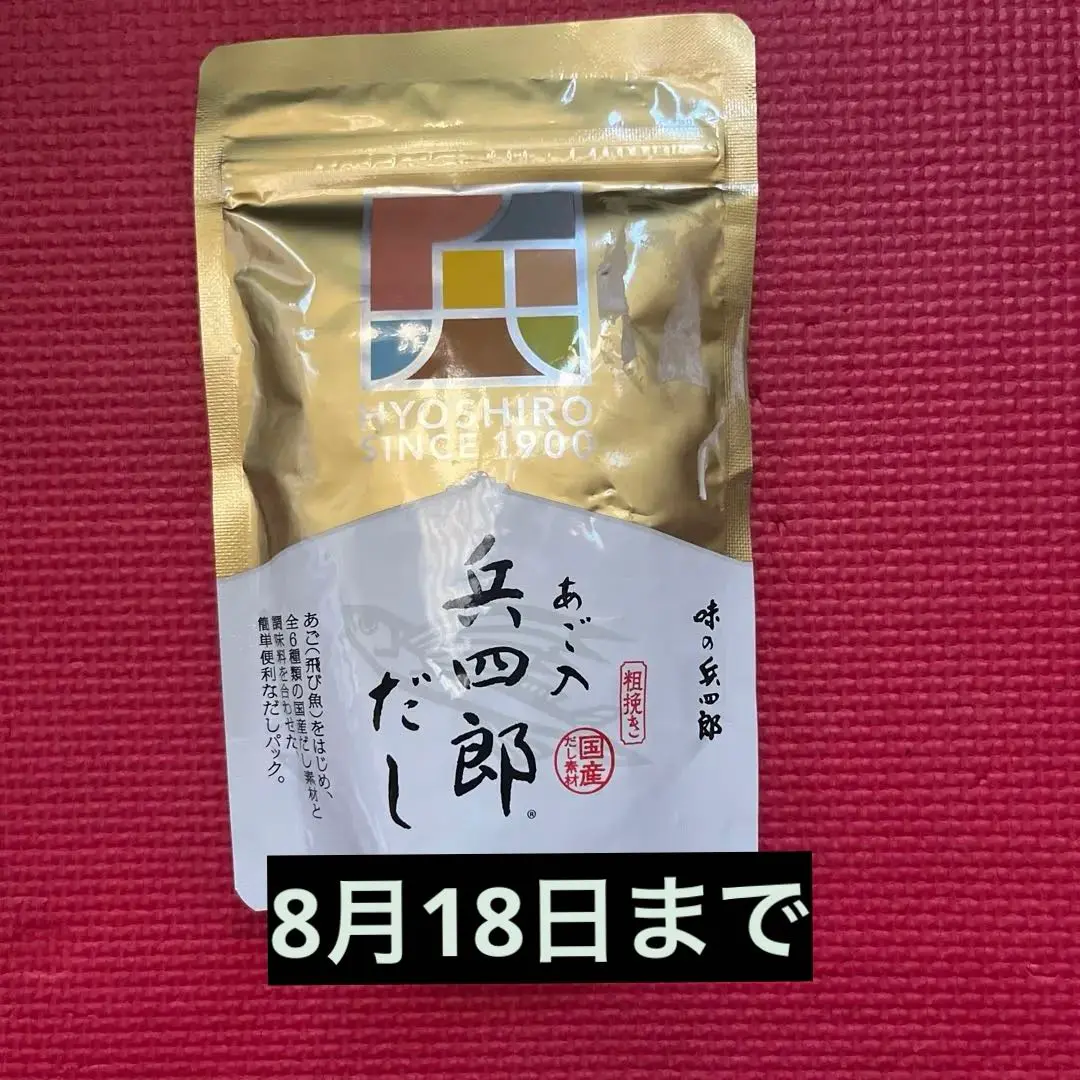 HYOSHIRO
SINCE 1900
味の兵四郎
粗挽き
あご入
兵四郎
だし
®
国産
だし素材
あご(飛び魚)をはじめ、
全6種類の国産だし素材と
調味料を合わせた
簡単便利なだしパック。
8月18日まで